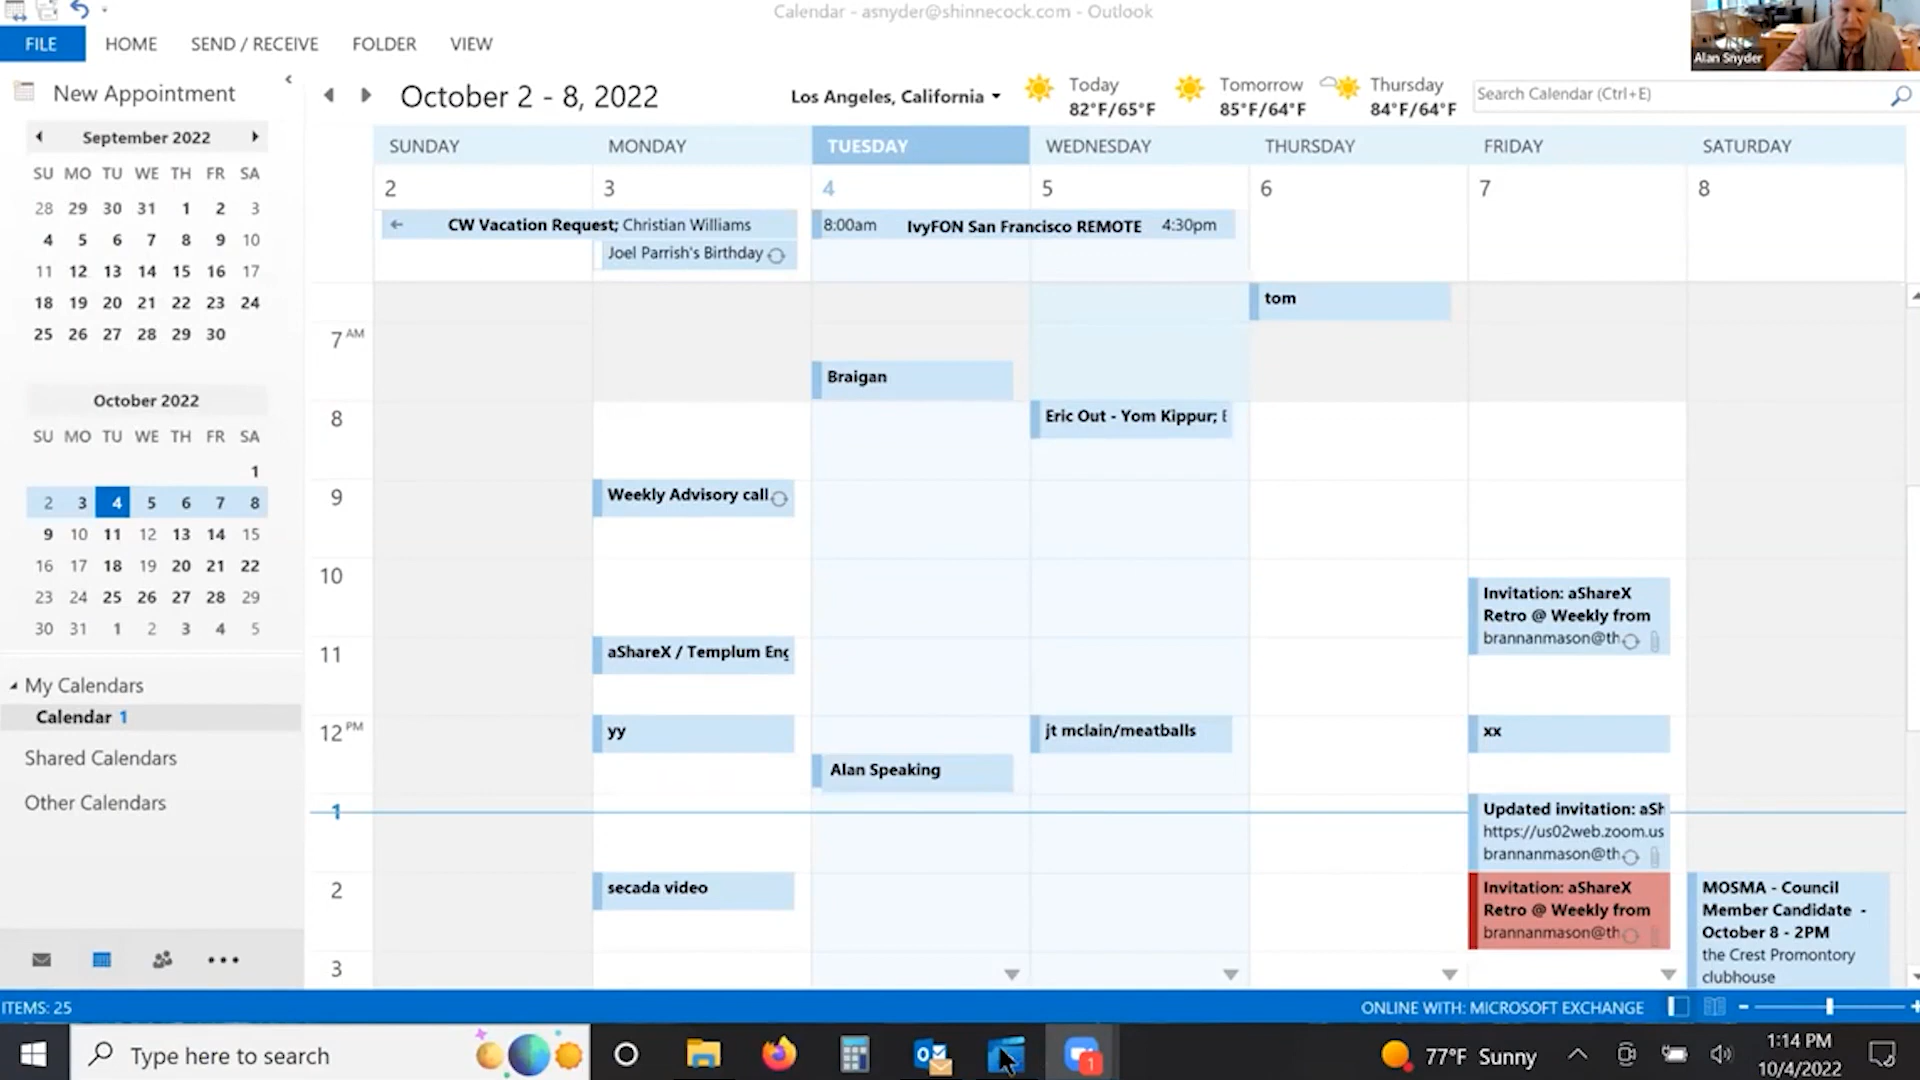 Calendar - asnyder@shinnecock.com - Outlook
FILE HOME SEND / RECEIVE FOLDER VIEW
Alan Snyder
New Appointment
October 2 - 8, 2022
Los Angeles, California
Today
82°F/65°F
Tomorrow
85°F/64°F
Thursday
84°F/64°F
Search Calendar (Ctrl+E)
September 2022
SU MO TU WE TH FR SA
28 29 30 31 1 2 3
4 5 6 7 8 9 10
11 12 13 14 15 16 17
18 19 20 21 22 23 24
25 26 27 28 29 30
October 2022
SU MO TU WE TH FR SA
1
2 3 4 5 6 7 8
9 10 11 12 13 14 15
16 17 18 19 20 21 22
23 24 25 26 27 28 29
30 31 1 2 3 4 5
My Calendars
Calendar 1
Shared Calendars
Other Calendars
SUNDAY MONDAY TUESDAY WEDNESDAY THURSDAY FRIDAY SATURDAY
2 3 4 5 6 7 8
CW Vacation Request; Christian Williams
8:00am IvyFON San Francisco REMOTE 4:30pm
Joel Parrish's Birthday
tom
7 AM
Braigan
8
Eric Out - Yom Kippur; E
9
Weekly Advisory call
10
Invitation: aShareX
Retro @ Weekly from
brannanmason@th
11
aShareX / Templum Eng
12 PM
yy
jt mclain/meatballs
xx
Alan Speaking
1
Updated invitation: aSh
https://us02web.zoom.us
brannanmason@th
2
secada video
Invitation: aShareX
Retro @ Weekly from
brannanmason@th
MOSMA - Council
Member Candidate -
October 8 - 2PM
the Crest Promontory
clubhouse
3
ITEMS: 25
ONLINE WITH: MICROSOFT EXCHANGE
Type here to search
1
77°F Sunny
1:14 PM
10/4/2022